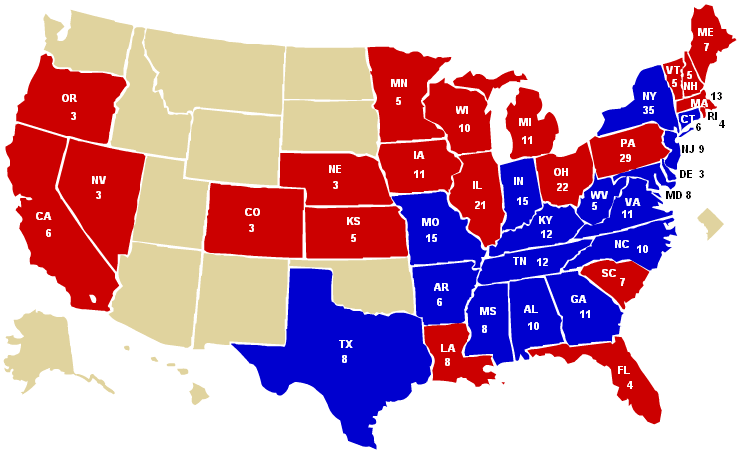 ME
7
VT
5
5
NH
13
MA
RI
4
CT
6
NY
35
NJ 9
PA
29
DE 3
MD 8
OR
3
MN
5
WI
10
MI
11
IA
11
NE
3
NV
3
CA
6
CO
3
KS
5
IL
21
IN
15
OH
22
WV
5
VA
11
MO
15
KY
12
NC 10
TN 12
SC
7
AR
6
MS
8
AL
10
GA
11
TX
8
LA
8
FL
4